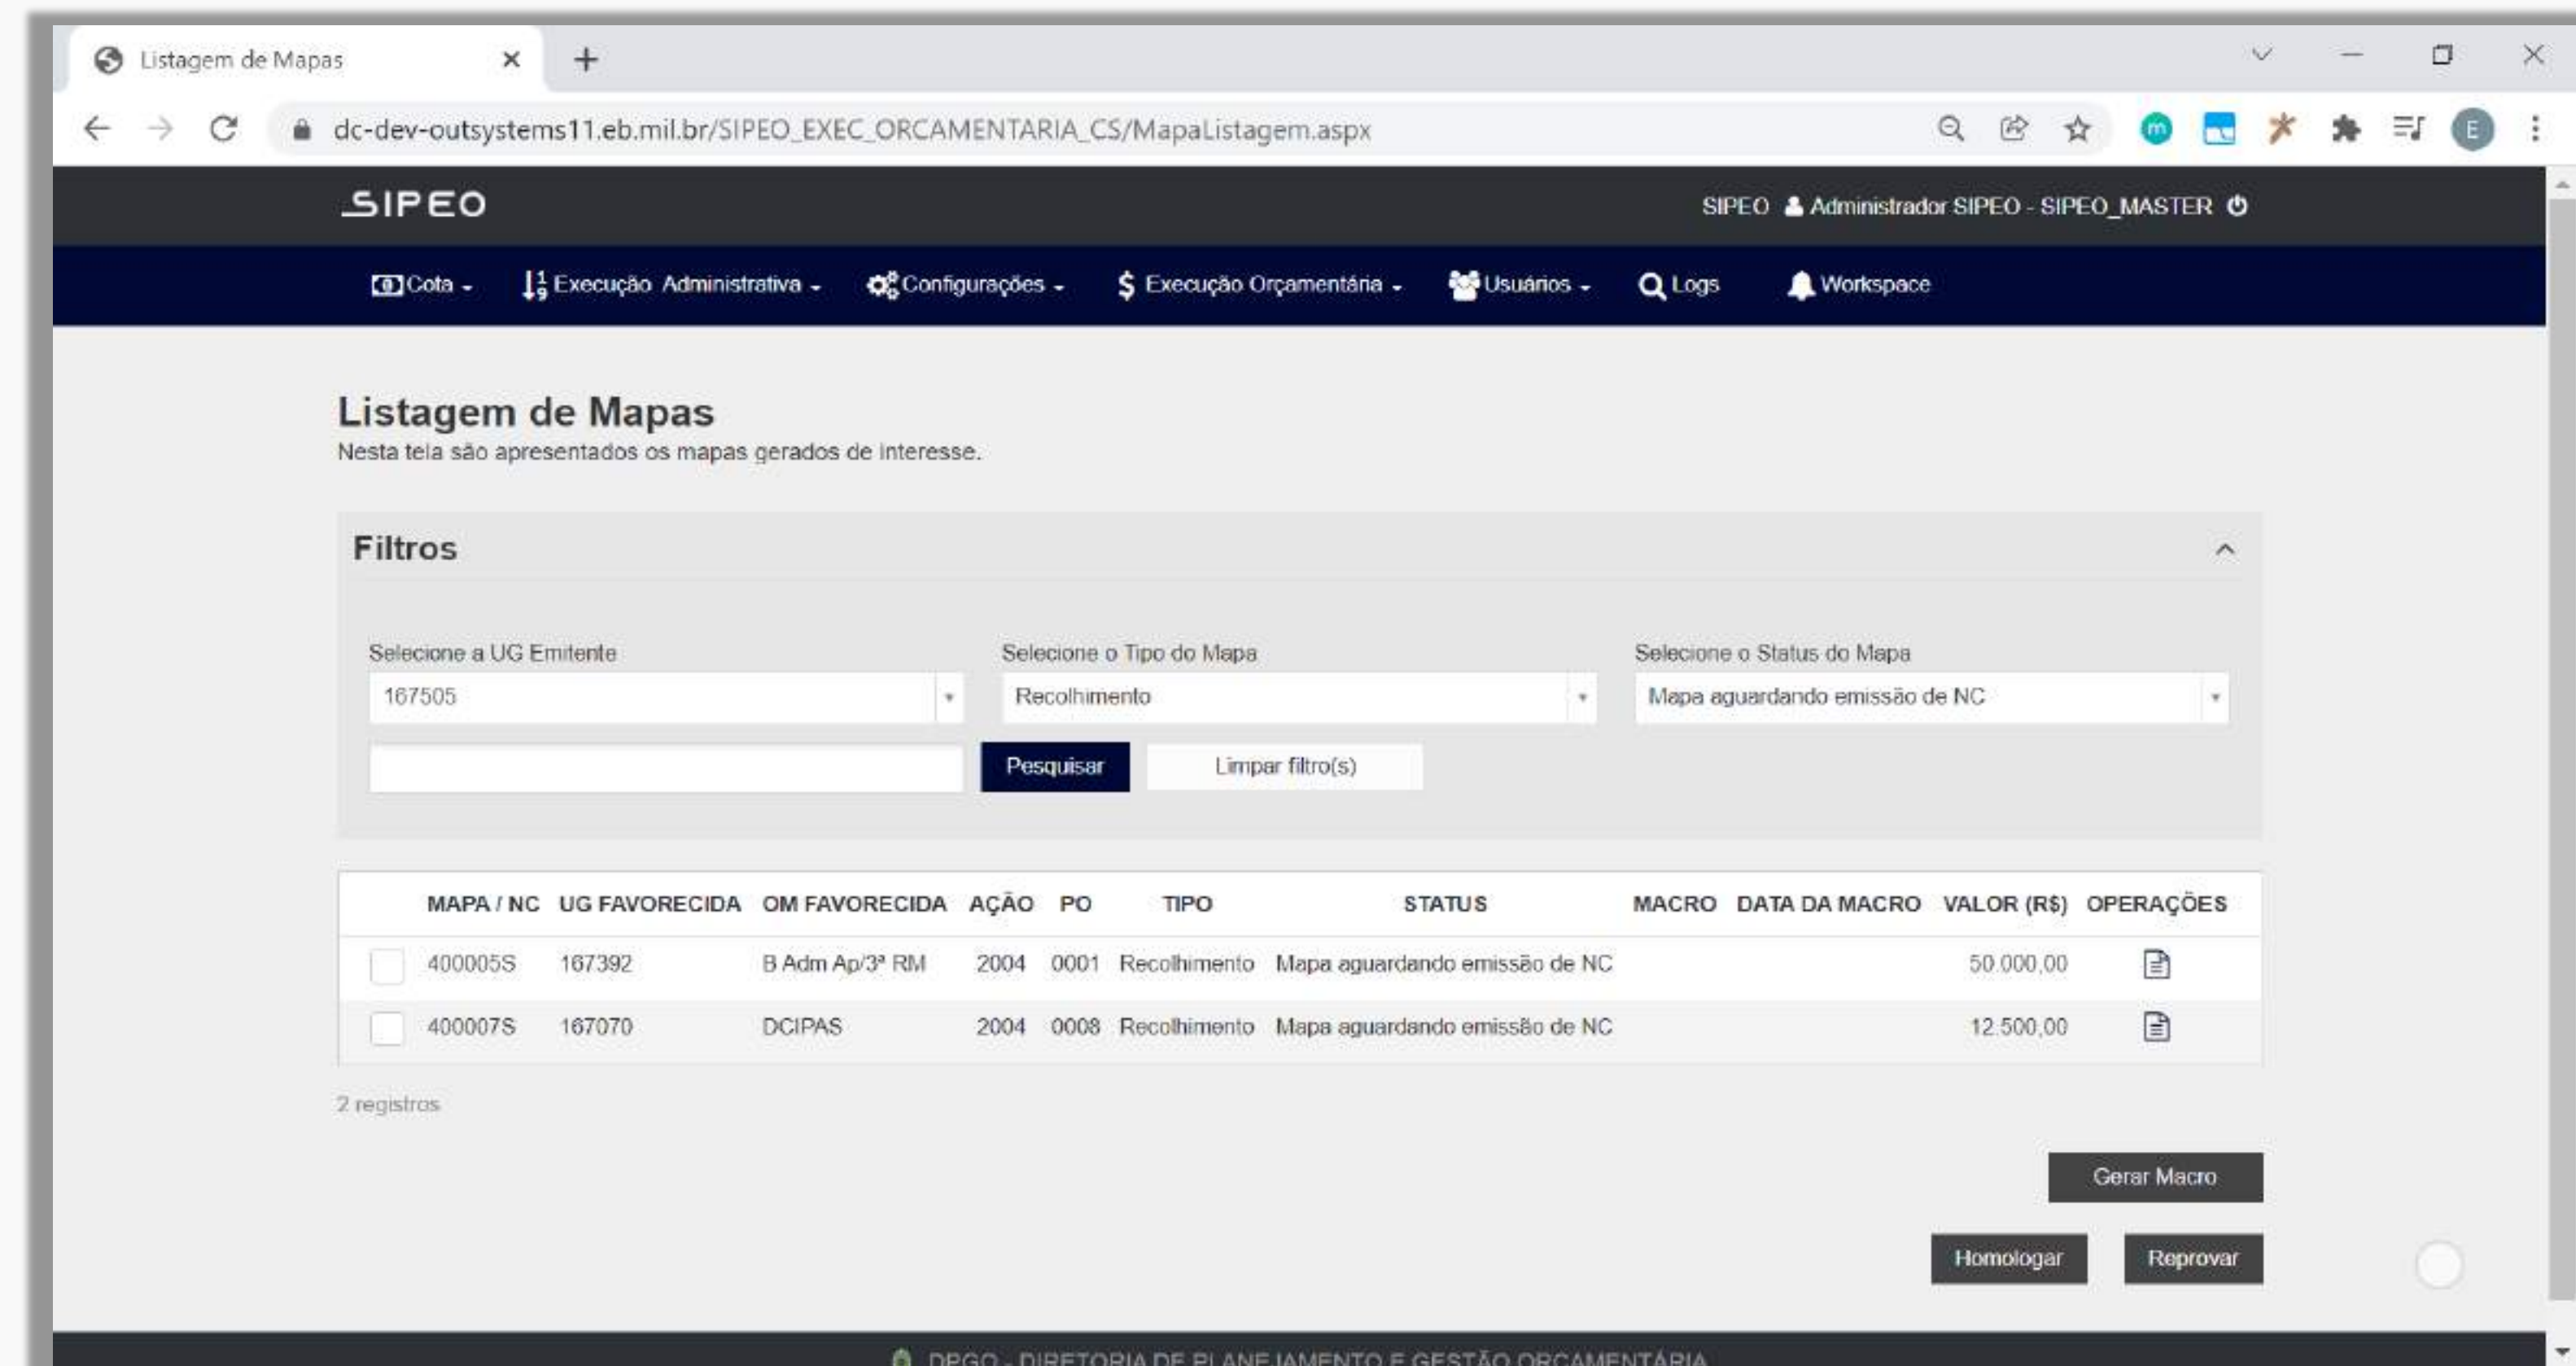 Listagem de Mapas
dc-dev-outsystems11.eb.mil.br/SIPEO_EXEC_ORCAMENTARIA_CS/MapaListagem.aspx
m
E
SIPEO
SIPEO Administrador SIPEO - SIPEO_MASTER
Cota Execução Administrativa Configurações $ Execução Orçamentária Usuários Logs Workspace
Listagem de Mapas
Nesta tela são apresentados os mapas gerados de interesse.
Filtros
Selecione a UG Emitente Selecione o Tipo do Mapa Selecione o Status do Mapa
167505 Recolhimento Mapa aguardando emissão de NC
Pesquisar Limpar filtro(s)
MAPA / NC UG FAVORECIDA OM FAVORECIDA AÇÃO PO TIPO STATUS MACRO DATA DA MACRO VALOR (R$) OPERAÇÕES
400005S 167392 B Adm Ap/3ª RM 2004 0001 Recolhimento Mapa aguardando emissão de NC 50.000,00
400007S 167070 DCIPAS 2004 0008 Recolhimento Mapa aguardando emissão de NC 12.500,00
2 registros
Gerar Macro
Homologar Reprovar
DPGO - DIRETORIA DE PLANEJAMENTO E GESTÃO ORÇAMENTÁRIA